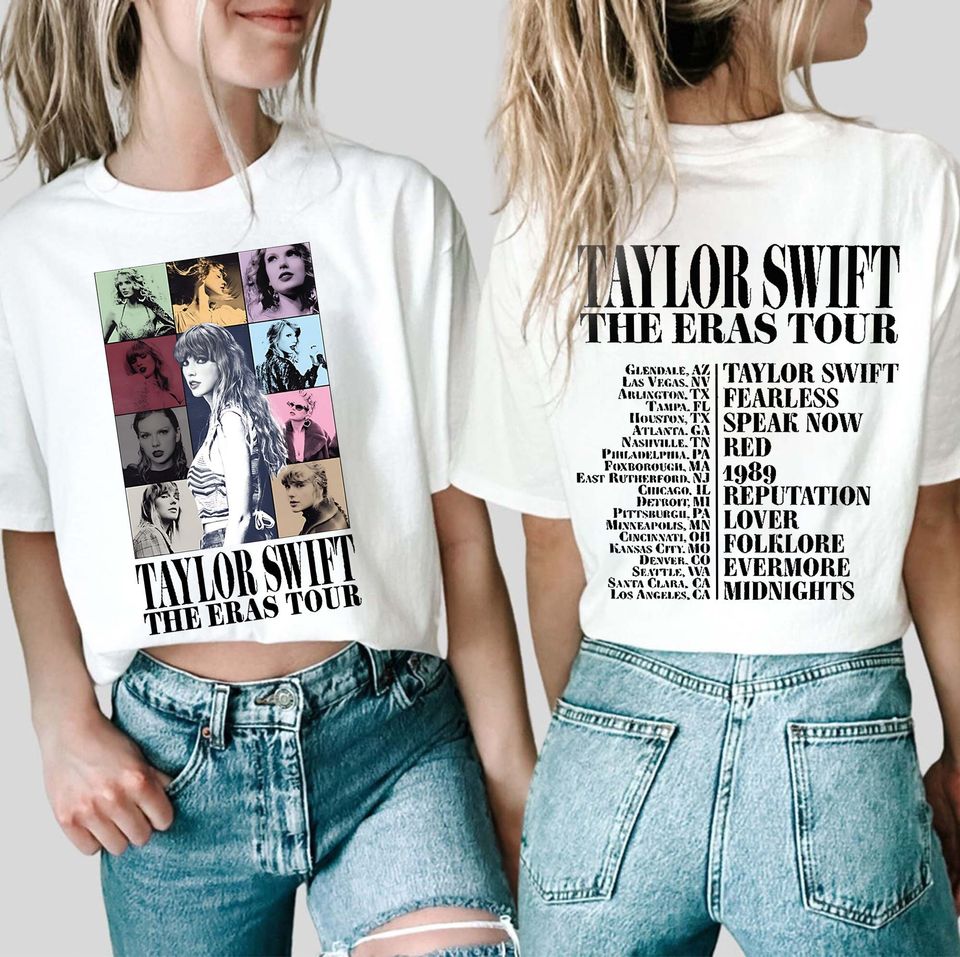 TAYLOR SWIFT
THE ERAS TOUR
TAYLOR SWIFT
THE ERAS TOUR
GLENDALE, AZ
LAS VEGAS, NV
ARLINGTON, TX
TAMPA, FL
HOUSTON, TX
ATLANTA, GA
NASHVILLE, TN
PHILADELPHIA, PA
FOXBOROUGH, MA
EAST RUTHERFORD, NJ
CHICAGO, IL
DETROIT, MI
PITTSBURGH, PA
MINNEAPOLIS, MN
CINCINNATI, OH
KANSAS CITY, MO
DENVER, CO
SEATTLE, WA
SANTA CLARA, CA
LOS ANGELES, CA
TAYLOR SWIFT
FEARLESS
SPEAK NOW
RED
1989
REPUTATION
LOVER
FOLKLORE
EVERMORE
MIDNIGHTS